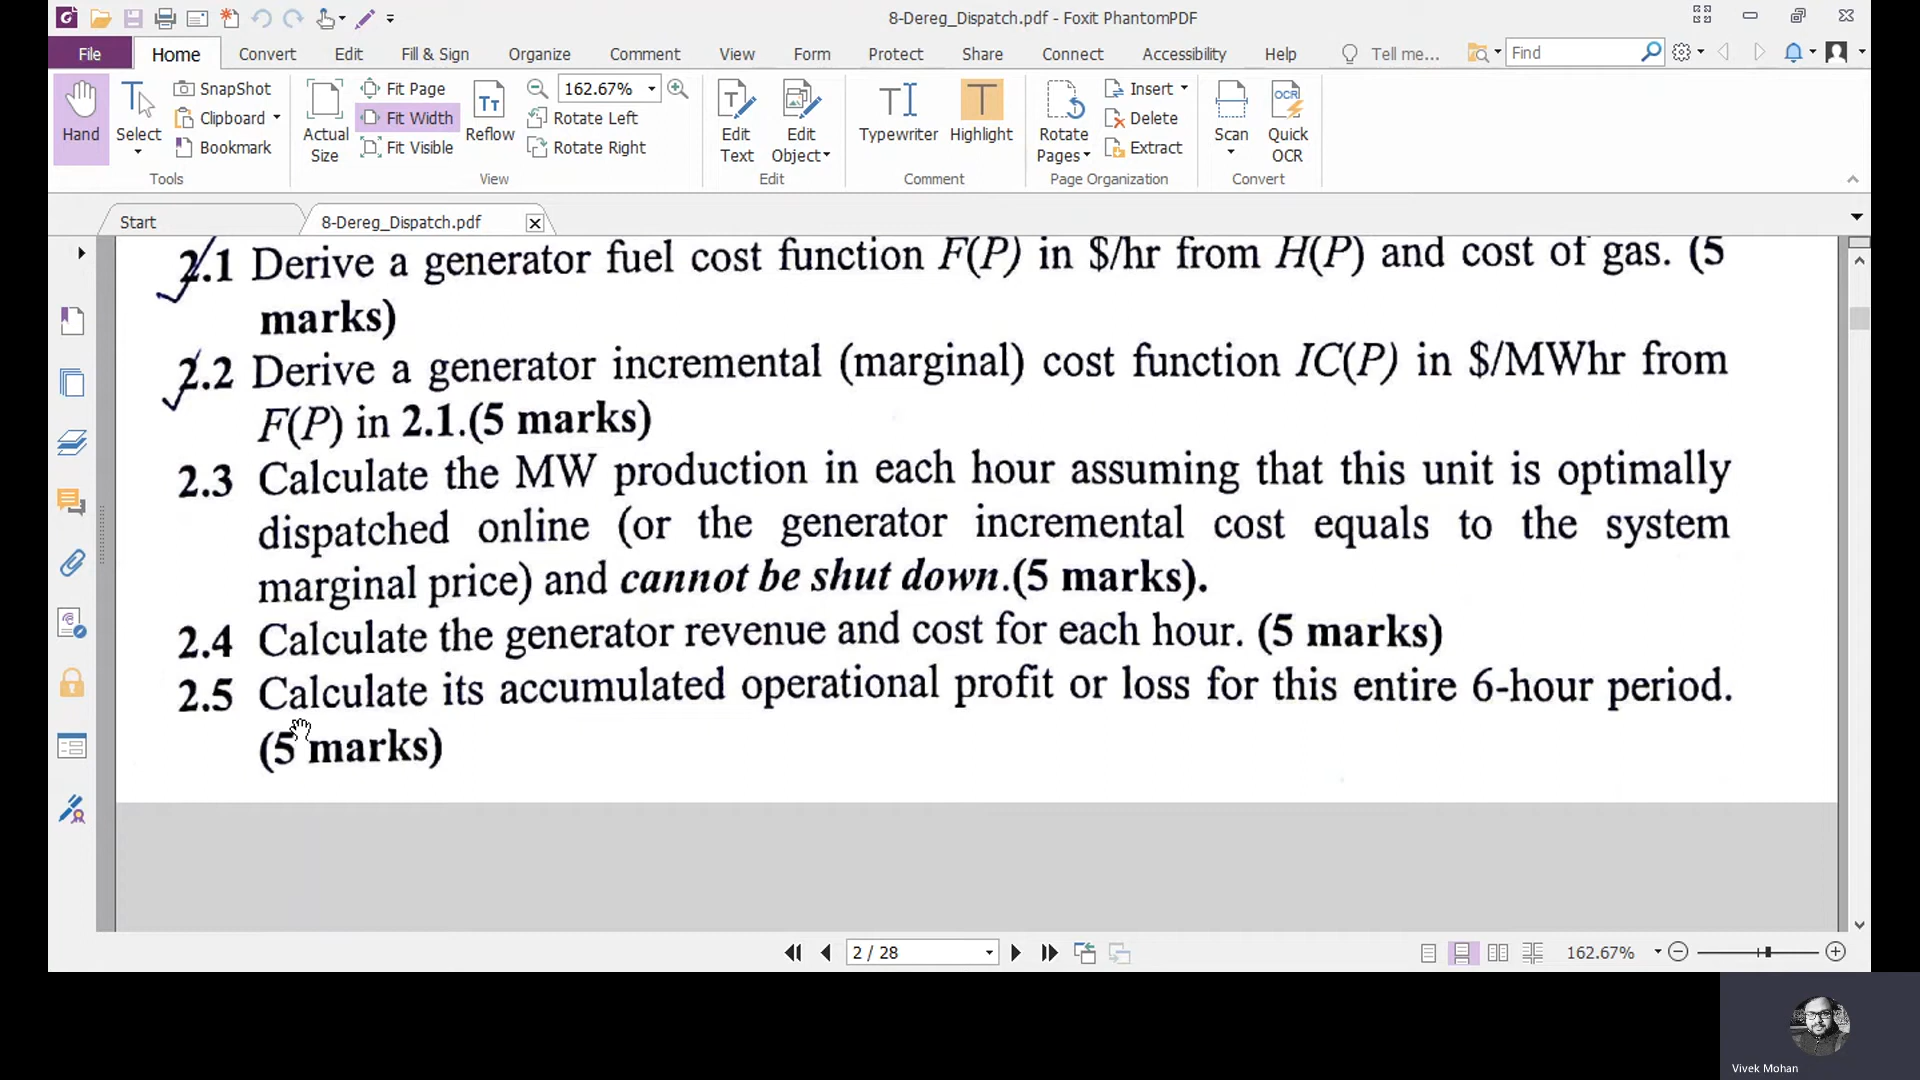 8-Dereg_Dispatch.pdf - Foxit PhantomPDF
File Home Convert Edit Fill & Sign Organize Comment View Form Protect Share Connect Accessibility Help Tell me... Find
Hand
Select
SnapShot
Clipboard
Bookmark
Tools
Actual Size
Fit Page
Fit Width
Fit Visible
Reflow
162.67%
Rotate Left
Rotate Right
View
Edit Text
Edit Object
Edit
Typewriter
Highlight
Comment
Rotate Pages
Insert
Delete
Extract
Page Organization
Scan
Quick OCR
Convert
Start
8-Dereg_Dispatch.pdf
2.1 Derive a generator fuel cost function F(P) in $/hr from H(P) and cost of gas. (5
marks)
2.2 Derive a generator incremental (marginal) cost function IC(P) in $/MWhr from
F(P) in 2.1.(5 marks)
2.3 Calculate the MW production in each hour assuming that this unit is optimally
dispatched online (or the generator incremental cost equals to the system
marginal price) and cannot be shut down.(5 marks).
2.4 Calculate the generator revenue and cost for each hour. (5 marks)
2.5 Calculate its accumulated operational profit or loss for this entire 6-hour period.
(5 marks)
2 / 28
162.67%
Vivek Mohan